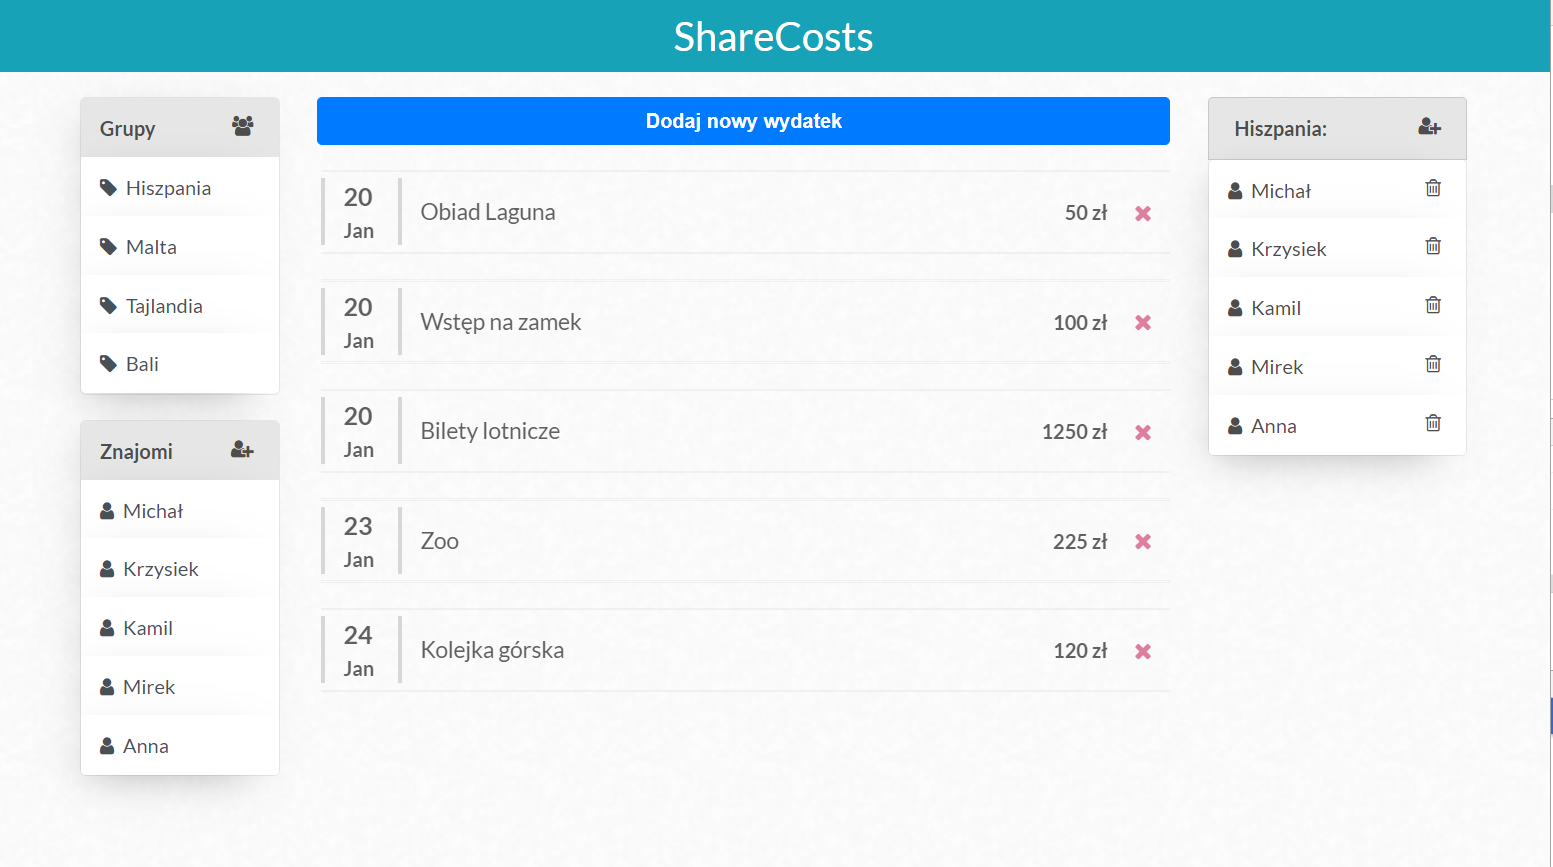 ShareCosts
Grupy
Hiszpania
Malta
Tajlandia
Bali
Znajomi
Michał
Krzysiek
Kamil
Mirek
Anna
Dodaj nowy wydatek
20
Jan
Obiad Laguna
50 zł
20
Jan
Wstęp na zamek
100 zł
20
Jan
Bilety lotnicze
1250 zł
23
Jan
Zoo
225 zł
24
Jan
Kolejka górska
120 zł
Hiszpania:
Michał
Krzysiek
Kamil
Mirek
Anna